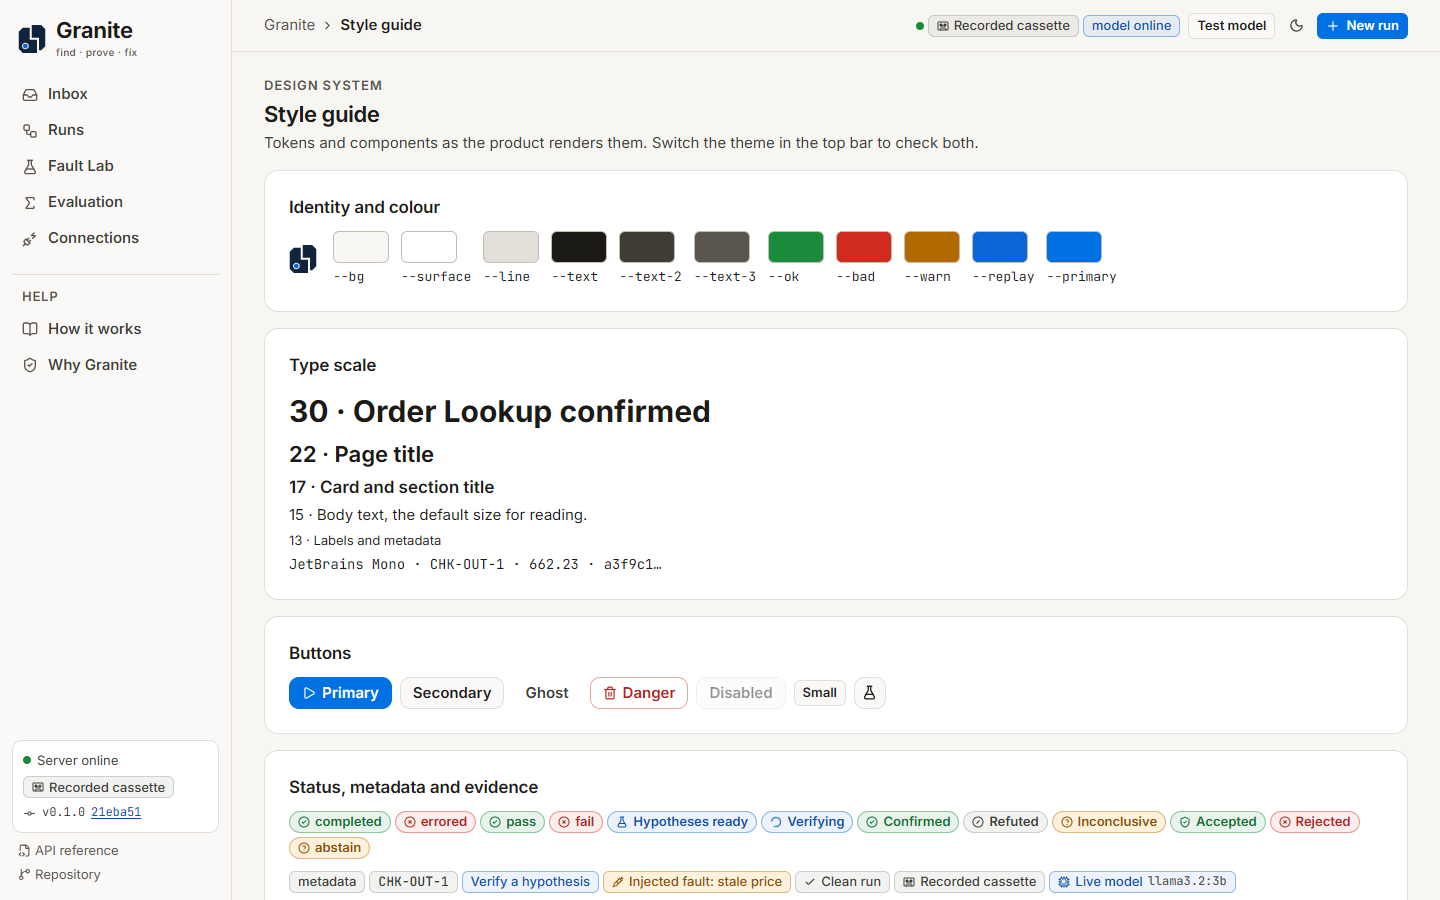 Granite
find · prove · fix
Inbox
Runs
Fault Lab
Evaluation
Connections
HELP
How it works
Why Granite
Server online
Recorded cassette
v0.1.0 21eba51
API reference
Repository
Granite › Style guide
Recorded cassette model online Test model New run
DESIGN SYSTEM
Style guide
Tokens and components as the product renders them. Switch the theme in the top bar to check both.
Identity and colour
--bg --surface --line --text --text-2 --text-3 --ok --bad --warn --replay --primary
Type scale
30 · Order Lookup confirmed
22 · Page title
17 · Card and section title
15 · Body text, the default size for reading.
13 · Labels and metadata
JetBrains Mono · CHK-OUT-1 · 662.23 · a3f9c1…
Buttons
Primary Secondary Ghost Danger Disabled Small
Status, metadata and evidence
completed errored pass fail Hypotheses ready Verifying Confirmed Refuted Inconclusive Accepted Rejected
abstain
metadata CHK-OUT-1 Verify a hypothesis Injected fault: stale price Clean run Recorded cassette Live model llama3.2:3b